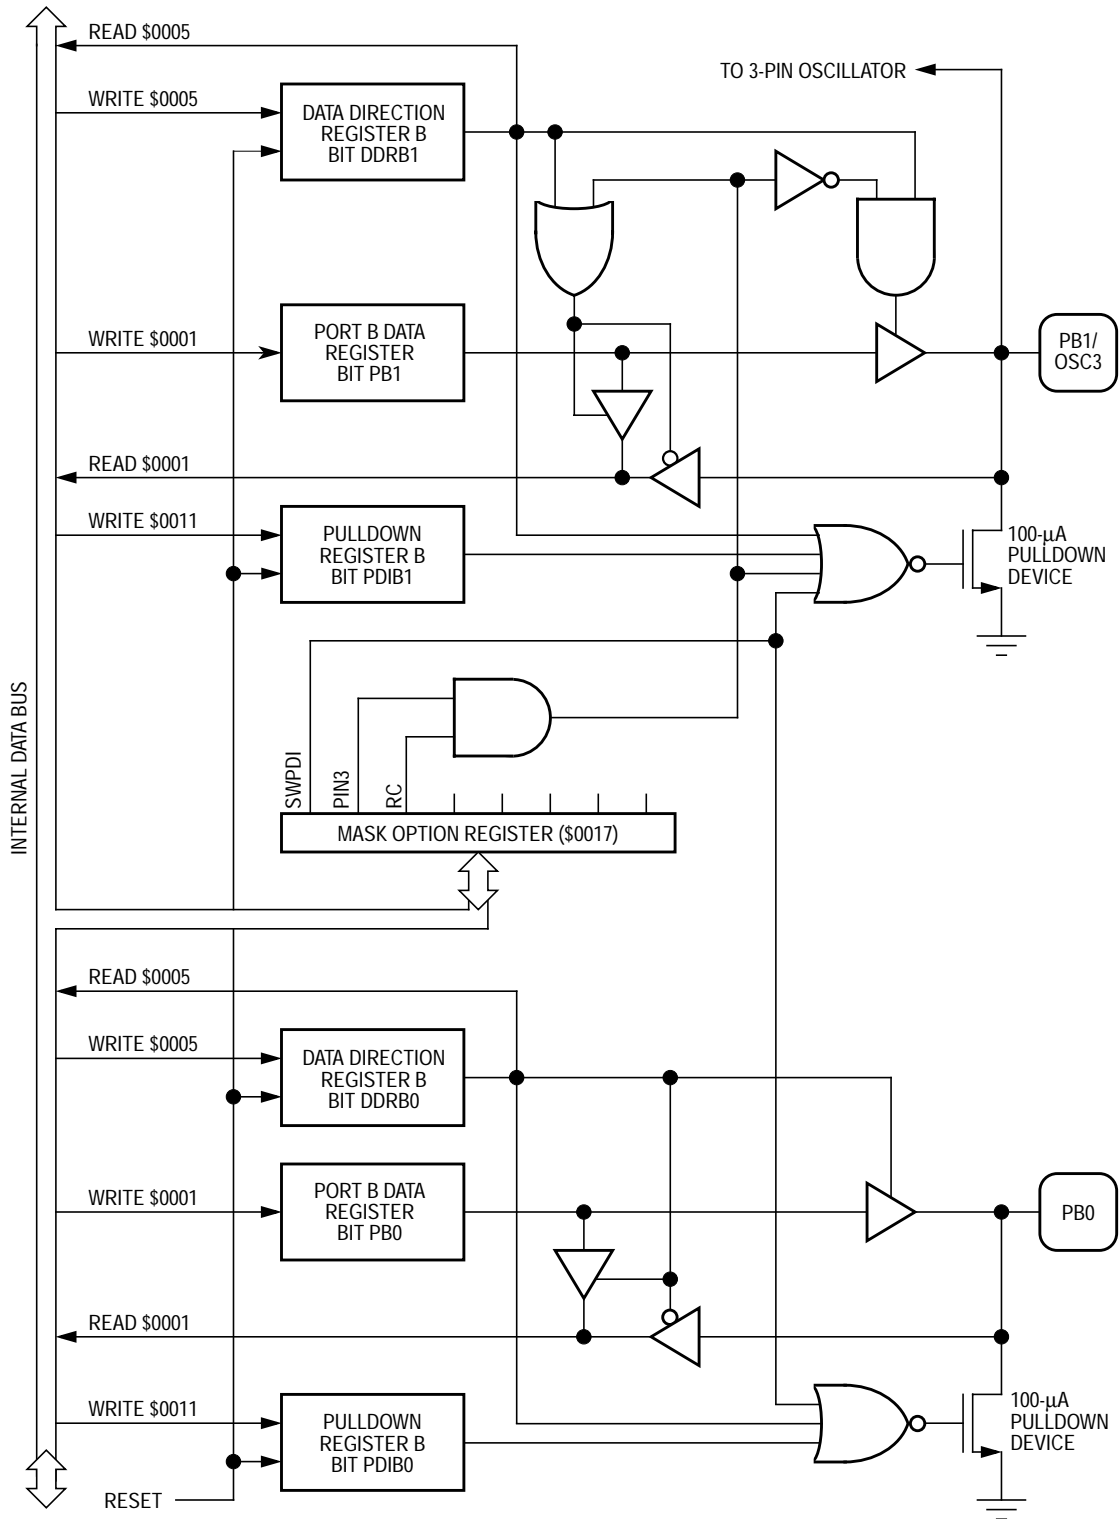 READ $0005
TO 3-PIN OSCILLATOR
WRITE $0005
DATA DIRECTION
REGISTER B
BIT DDRB1
WRITE $0001
PORT B DATA
REGISTER
BIT PB1
PB1/
OSC3
READ $0001
WRITE $0011
PULLDOWN
REGISTER B
BIT PDIB1
100-µA
PULLDOWN
DEVICE
INTERNAL DATA BUS
SWPDI
PIN3
RC
MASK OPTION REGISTER ($0017)
READ $0005
WRITE $0005
DATA DIRECTION
REGISTER B
BIT DDRB0
WRITE $0001
PORT B DATA
REGISTER
BIT PB0
PB0
READ $0001
WRITE $0011
PULLDOWN
REGISTER B
BIT PDIB0
100-µA
PULLDOWN
DEVICE
RESET